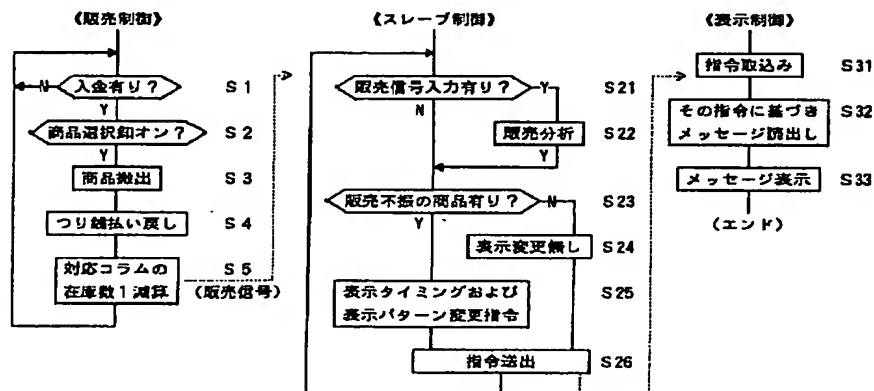 《販売制御》
入金有り?
N
S1
Y
商品選択釦オン?
S2
Y
商品搬出
S3
つり銭払い戻し
S4
対応コラムの
在庫数1減算
S5
(販売信号)
《スレーブ制御》
販売信号入力有り?
Y
S21
N
販売分析
S22
Y
販売不振の商品有り?
N
S23
Y
表示変更無し
S24
表示タイミングおよび
表示パターン変更指令
S25
指令送出
S26
《表示制御》
指令取込み
S31
その指令に基づき
メッセージ読出し
S32
メッセージ表示
S33
(エンド)